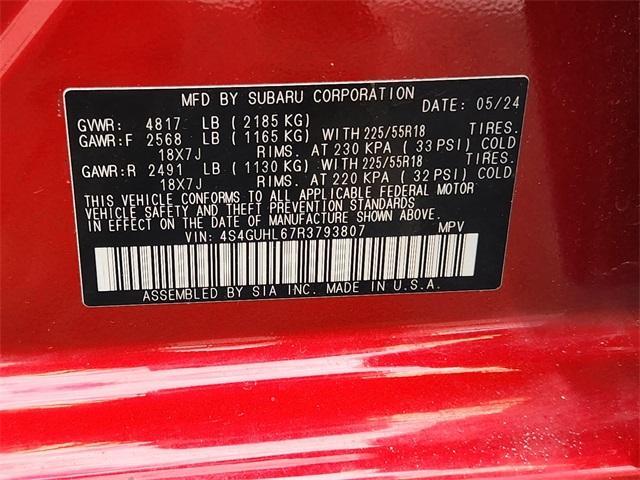 MFD BY SUBARU CORPORATION DATE: 05/24
GVWR: 4817 LB (2185 KG)
GAWR:F 2568 LB (1165 KG) WITH 225/55R18 TIRES.
18X7J RIMS. AT 230 KPA (33 PSI) COLD
GAWR:R 2491 LB (1130 KG) WITH 225/55R18 TIRES.
18X7J RIMS. AT 220 KPA (32 PSI) COLD
THIS VEHICLE CONFORMS TO ALL APPLICABLE FEDERAL MOTOR
VEHICLE SAFETY AND THEFT PREVENTION STANDARDS
IN EFFECT ON THE DATE OF MANUFACTURE SHOWN ABOVE.
VIN: 4S4GUHL67R3793807 MPV
ASSEMBLED BY SIA INC. MADE IN U.S.A.